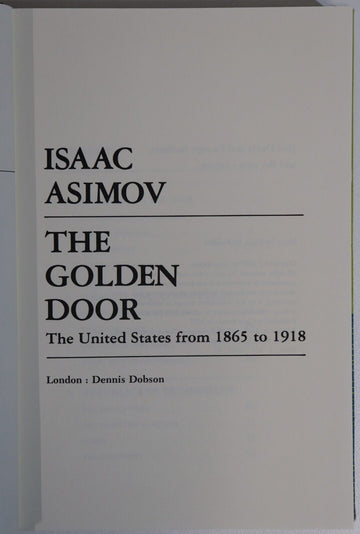 ISAAC
ASIMOV
THE
GOLDEN
DOOR
The United States from 1865 to 1918
London : Dennis Dobson